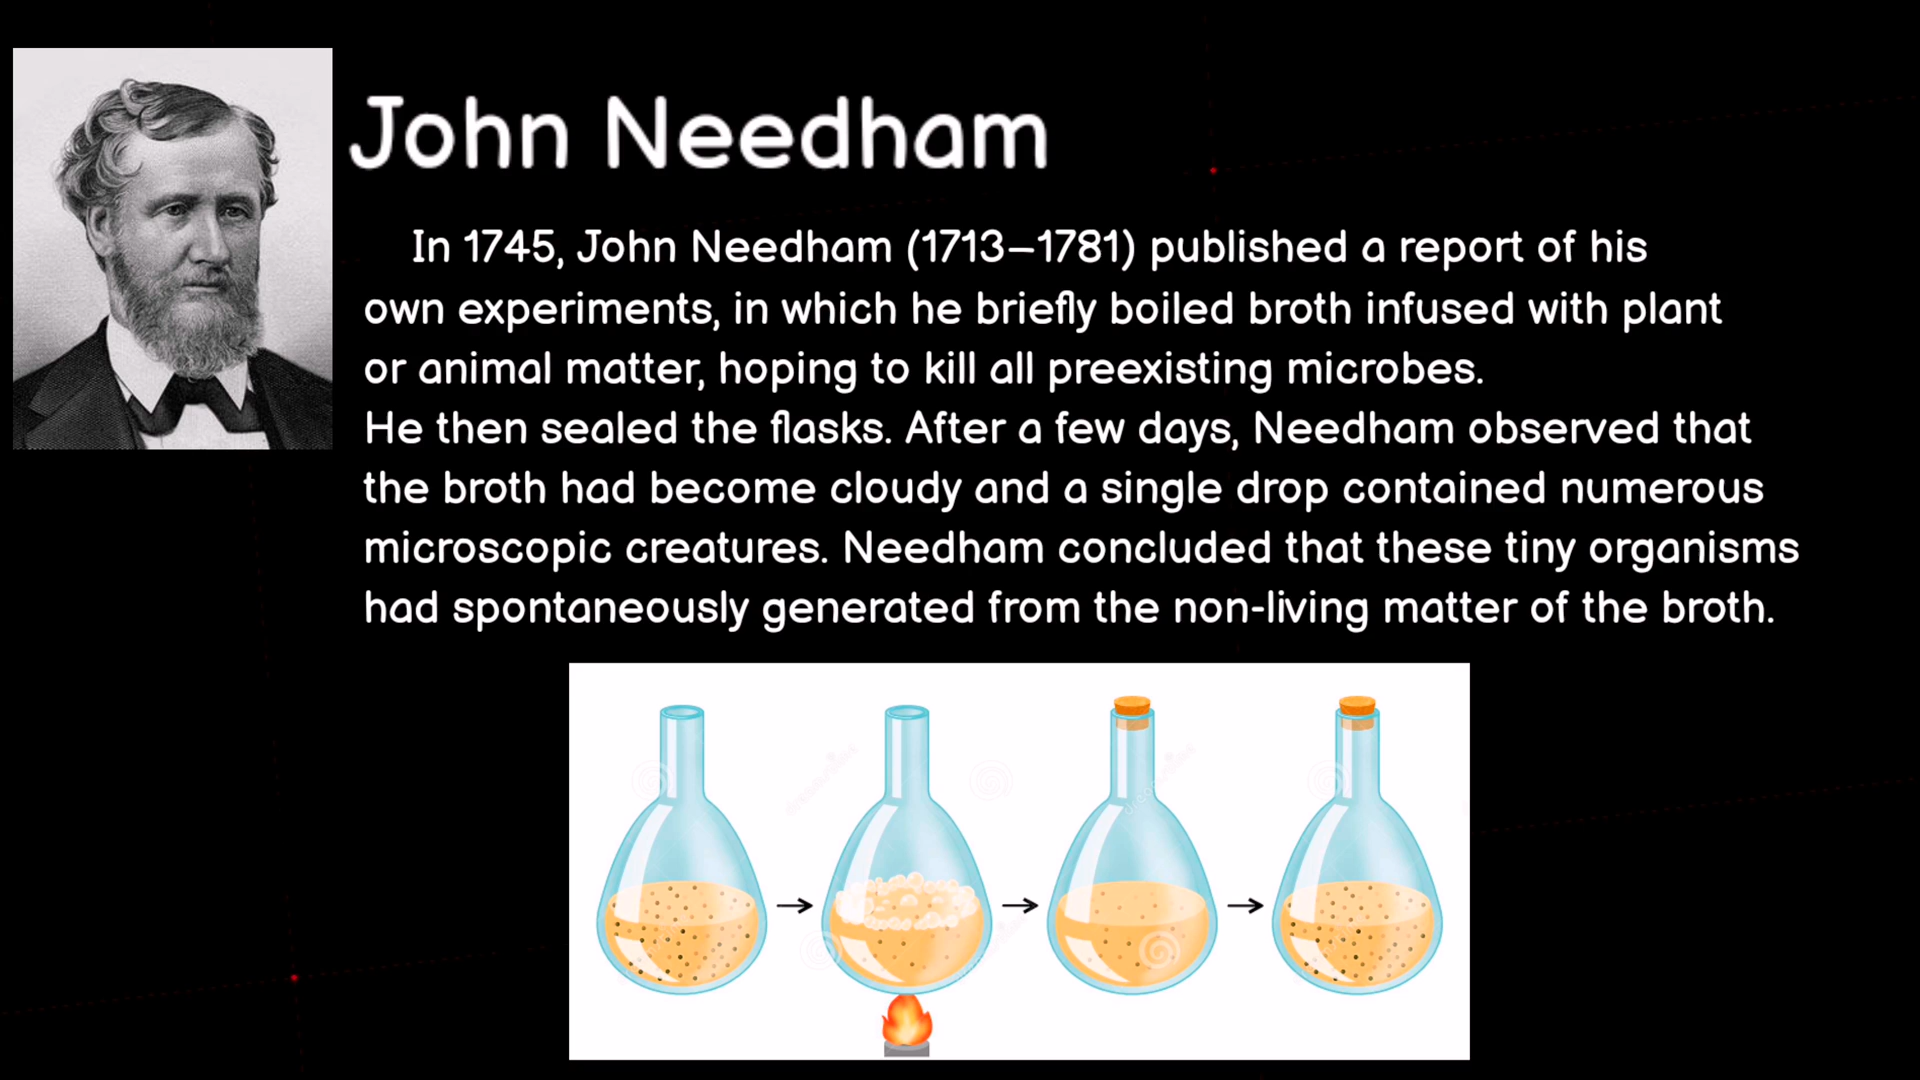 John Needham
In 1745, John Needham (1713–1781) published a report of his
own experiments, in which he briefly boiled broth infused with plant
or animal matter, hoping to kill all preexisting microbes.
He then sealed the flasks. After a few days, Needham observed that
the broth had become cloudy and a single drop contained numerous
microscopic creatures. Needham concluded that these tiny organisms
had spontaneously generated from the non-living matter of the broth.